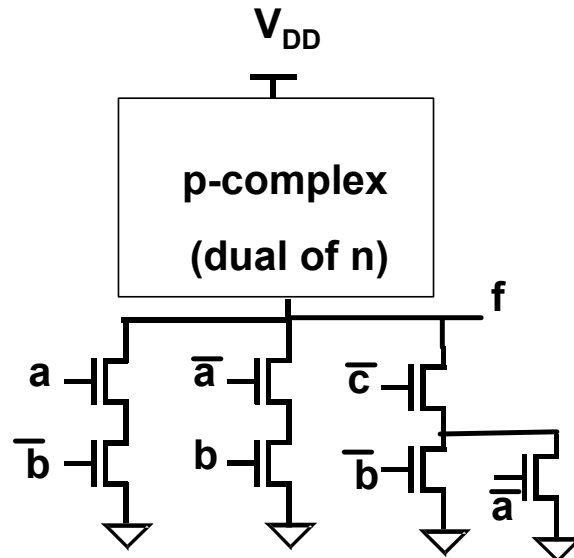 V_DD
p-complex
(dual of n)
f
a a̅ c̅
b̅ b b̅ a̅